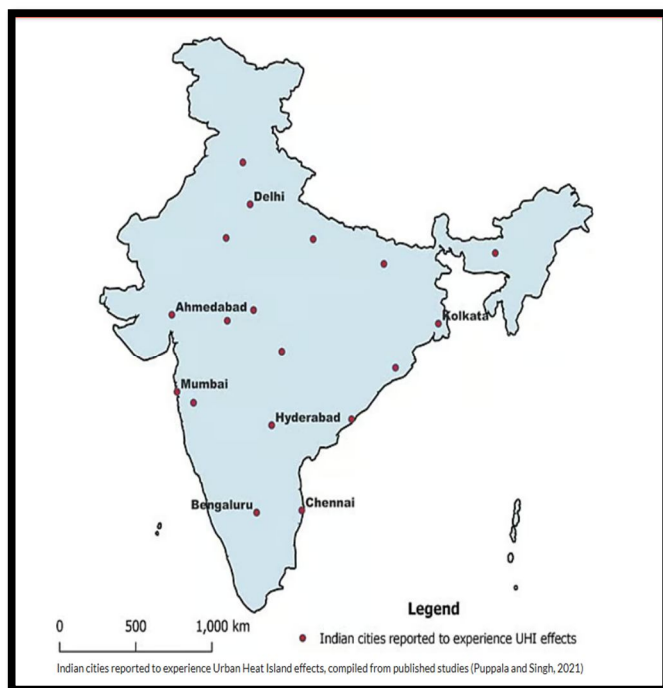 Delhi
Ahmedabad
Kolkata
Mumbai
Hyderabad
Bengaluru
Chennai
Legend
0 500 1,000 km
Indian cities reported to experience UHI effects
Indian cities reported to experience Urban Heat Island effects, compiled from published studies (Puppala and Singh, 2021)